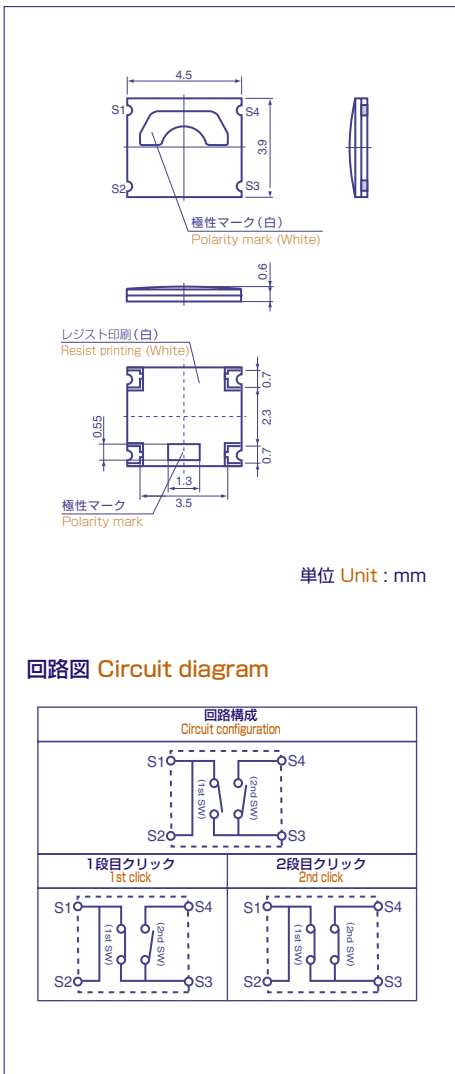 4.5
S1
S4
3.9
S2
S3
極性マーク(白)
Polarity mark (White)
0.6
レジスト印刷(白)
Resist printing (White)
0.7
2.3
0.55
0.7
1.3
3.5
極性マーク
Polarity mark
単位 Unit : mm
回路図 Circuit diagram
回路構成
Circuit configuration
S1
S4
(1st SW)
(2nd SW)
S2
S3
1段目クリック
1st click
2段目クリック
2nd click
S1
S4
(1st SW)
(2nd SW)
S2
S3
S1
S4
(1st SW)
(2nd SW)
S2
S3